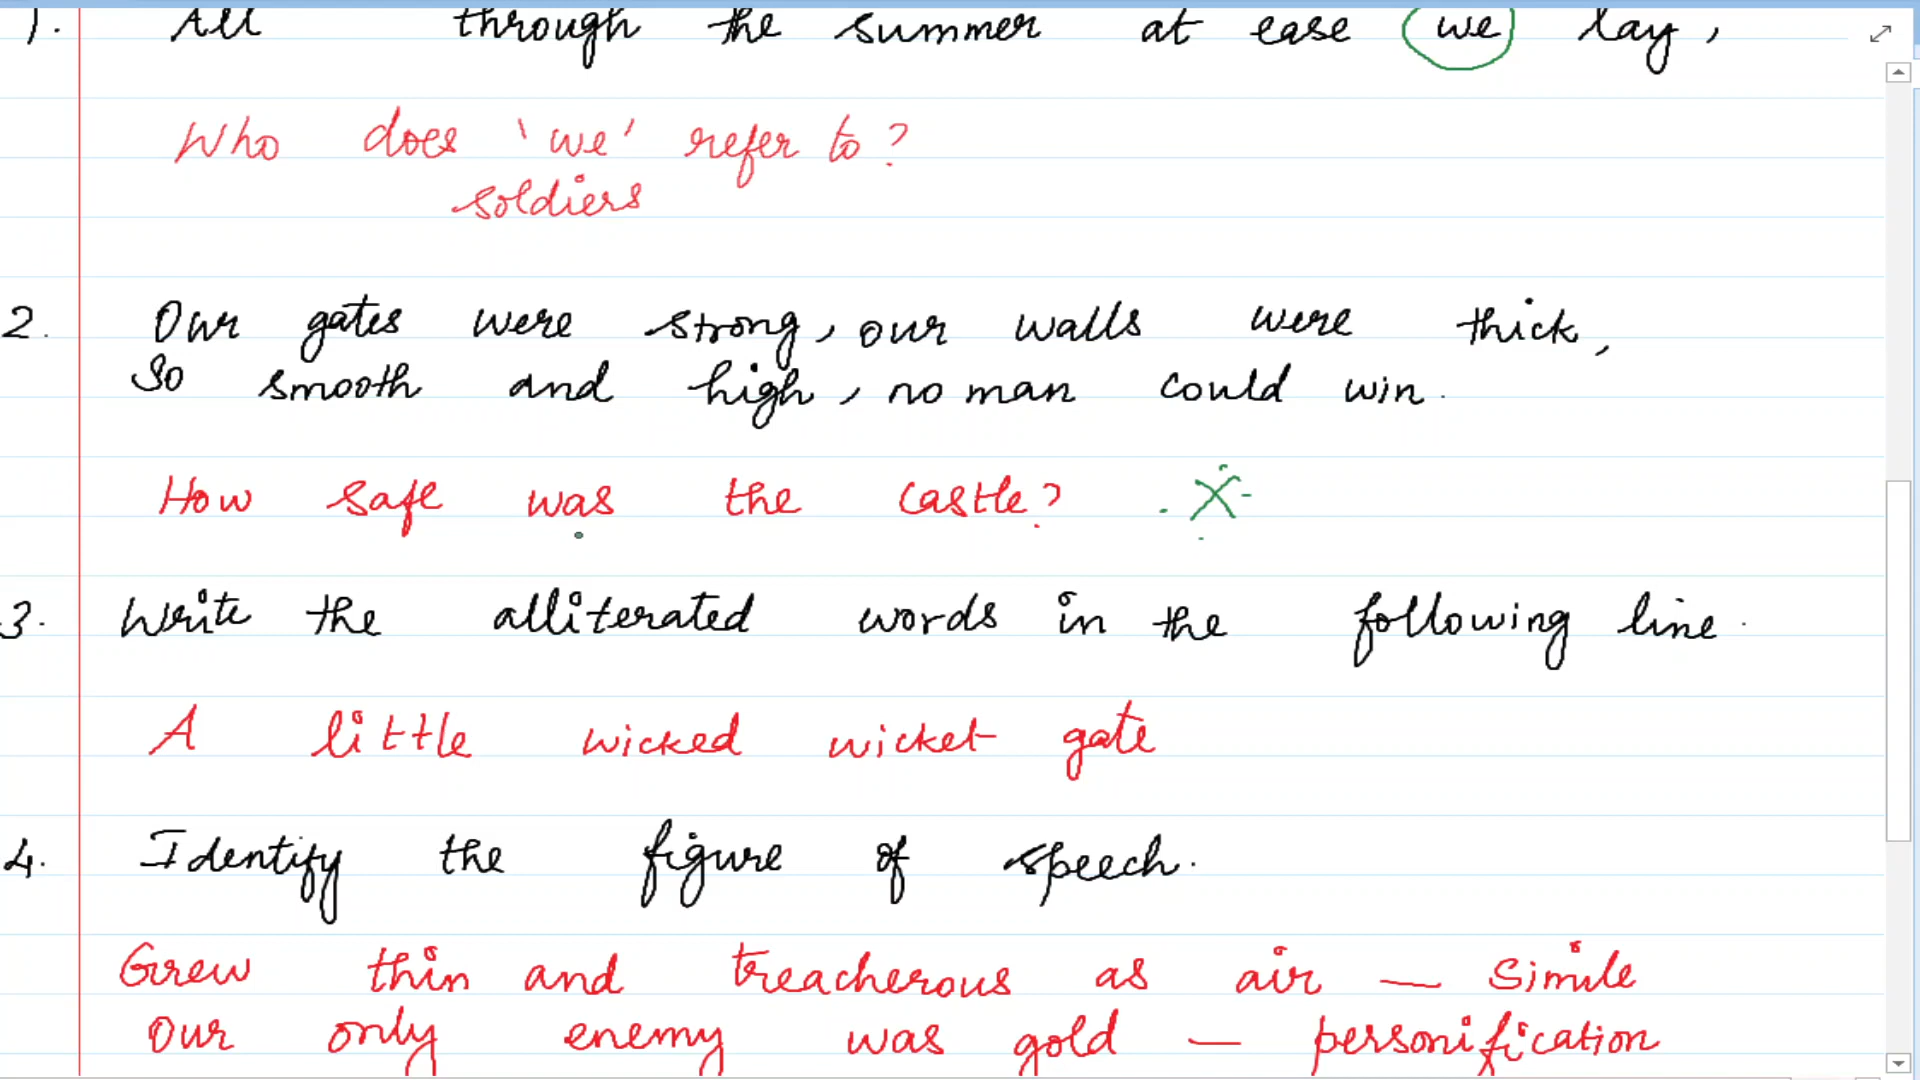 1. All through the summer at ease we lay,
Who does 'we' refer to?
soldiers
2. Our gates were strong, our walls were thick,
So smooth and high, no man could win.
How safe was the castle? X
3. Write the alliterated words in the following line.
A little wicked wicket gate
4. Identify the figure of speech.
Grew thin and treacherous as air — Simile
Our only enemy was gold — personification